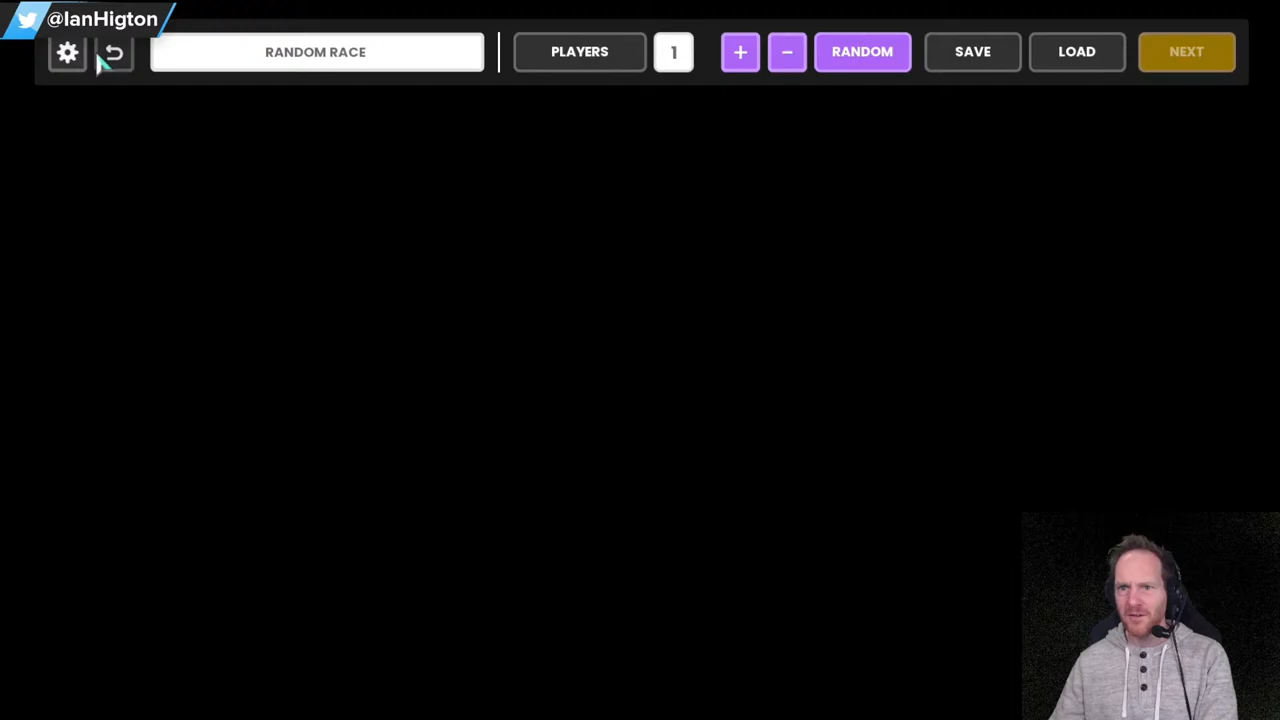 @IanHigton
RANDOM RACE
PLAYERS
1
+
-
RANDOM
SAVE
LOAD
NEXT